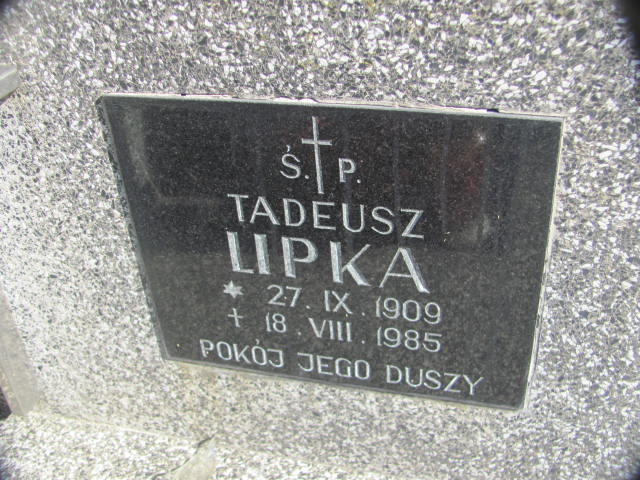 Ś. P.
TADEUSZ
LIPKA
* 27. IX. 1909
† 18. VIII. 1985
POKÓJ JEGO DUSZY